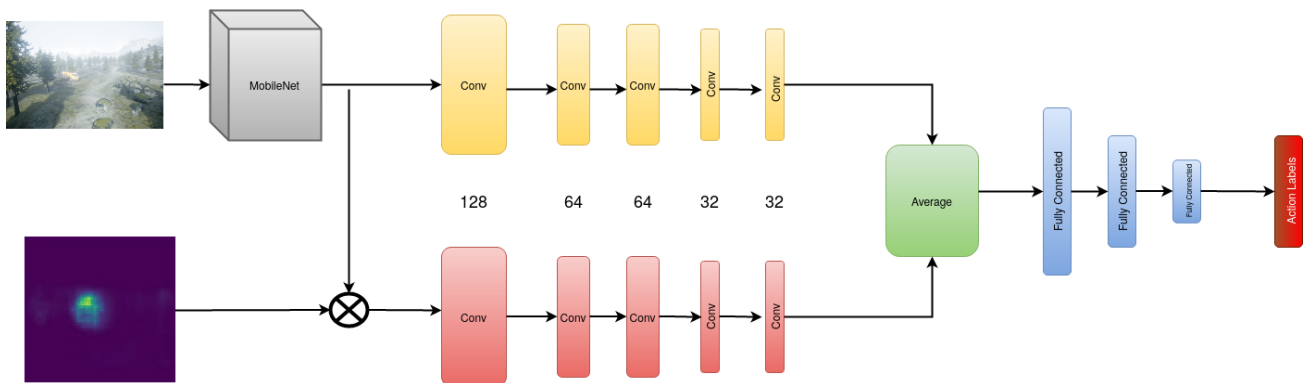 MobileNet
Conv
Conv
Conv
Conv
Conv
128
64
64
32
32
Conv
Conv
Conv
Conv
Conv
Average
Fully Connected
Fully Connected
Fully Connected
Action Labels